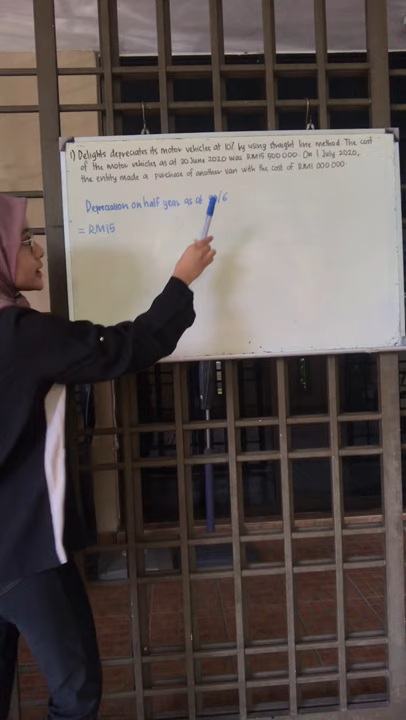 1) Delights depreciates its motor vehicles at 10% by using straight line method. The cost
of the motor vehicles as at 30 June 2020 was RM15 800 000. On 1 July 2020,
the entity made a purchase of another van with the cost of RM1 000 000.
Depreciation on half year as at /6
= RM15